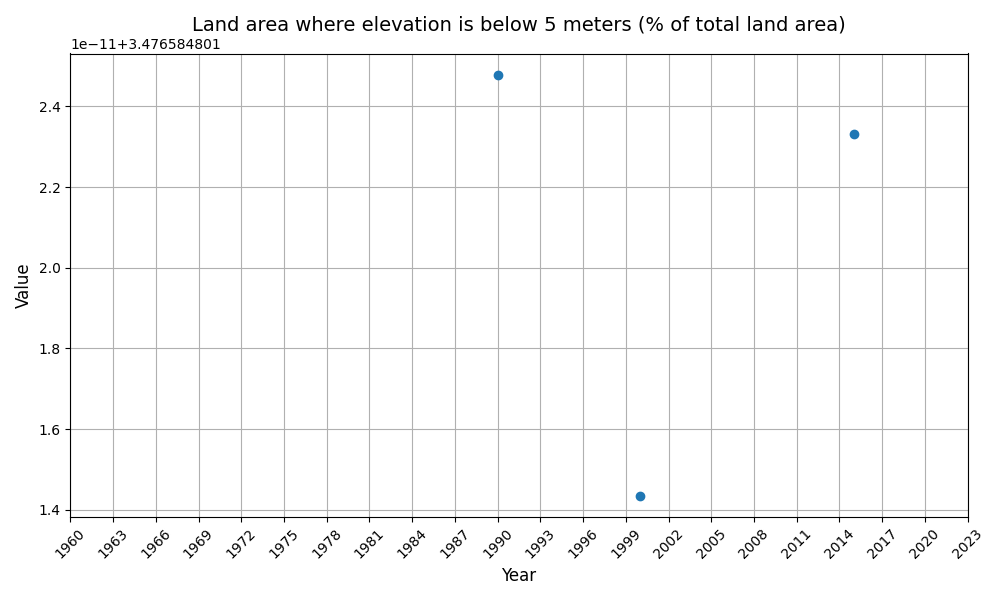 Land area where elevation is below 5 meters (% of total land area)
1e−11+3.476584801
2.4
2.2
2.0
1.8
1.6
1.4
Value
1960 1963 1966 1969 1972 1975 1978 1981 1984 1987 1990 1993 1996 1999 2002 2005 2008 2011 2014 2017 2020 2023
Year